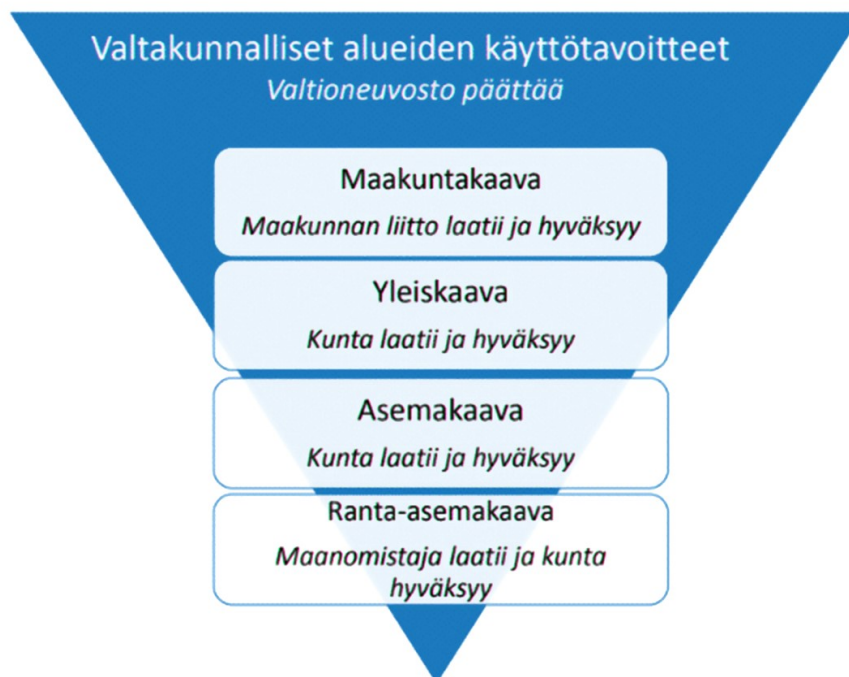 Valtakunnalliset alueiden käyttötavoitteet
Valtioneuvosto päättää
Maakuntakaava
Maakunnan liitto laatii ja hyväksyy
Yleiskaava
Kunta laatii ja hyväksyy
Asemakaava
Kunta laatii ja hyväksyy
Ranta-asemakaava
Maanomistaja laatii ja kunta
hyväksyy